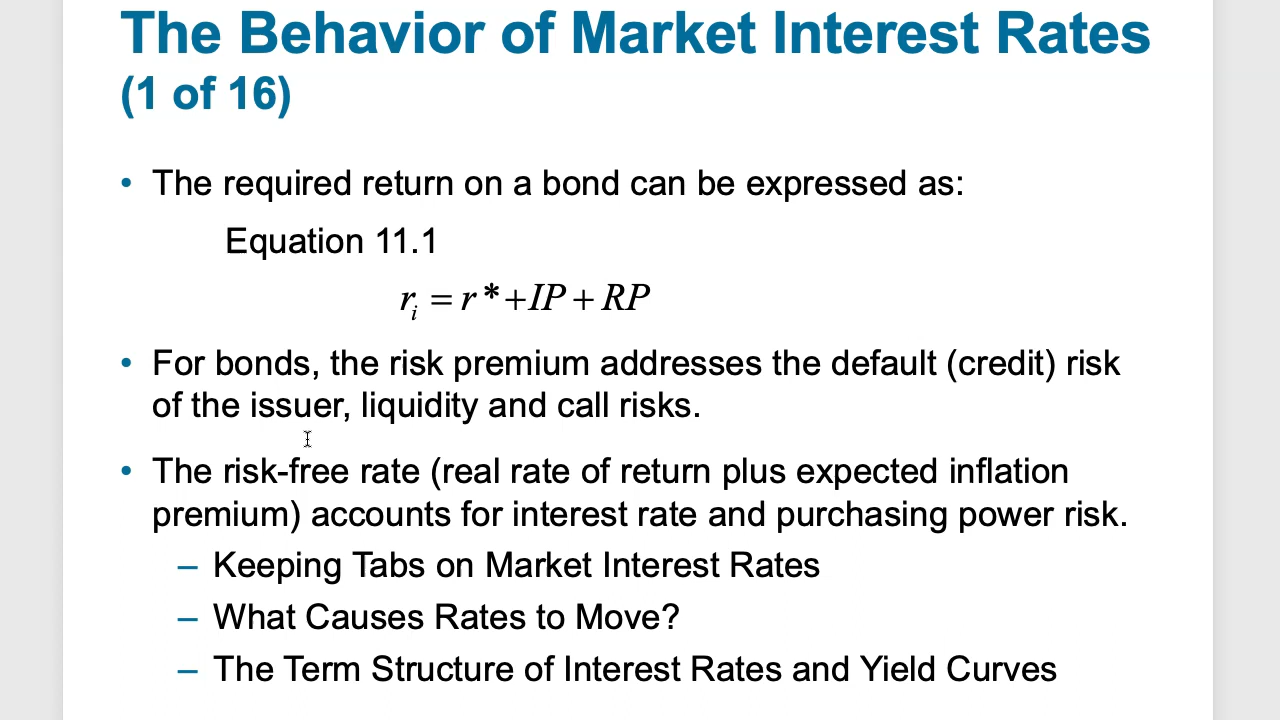 The Behavior of Market Interest Rates
(1 of 16)
• The required return on a bond can be expressed as:
Equation 11.1
rᵢ = r * + IP + RP
• For bonds, the risk premium addresses the default (credit) risk
of the issuer, liquidity and call risks.
• The risk-free rate (real rate of return plus expected inflation
premium) accounts for interest rate and purchasing power risk.
– Keeping Tabs on Market Interest Rates
– What Causes Rates to Move?
– The Term Structure of Interest Rates and Yield Curves